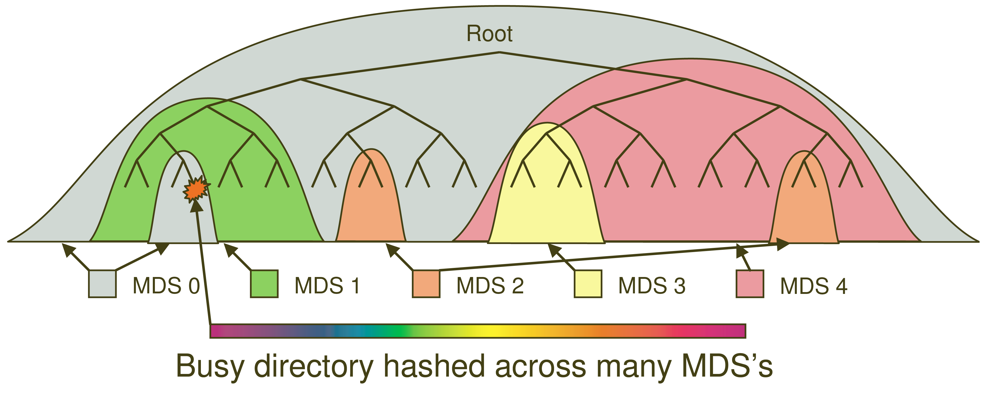 Root
MDS 0 MDS 1 MDS 2 MDS 3 MDS 4
Busy directory hashed across many MDS’s